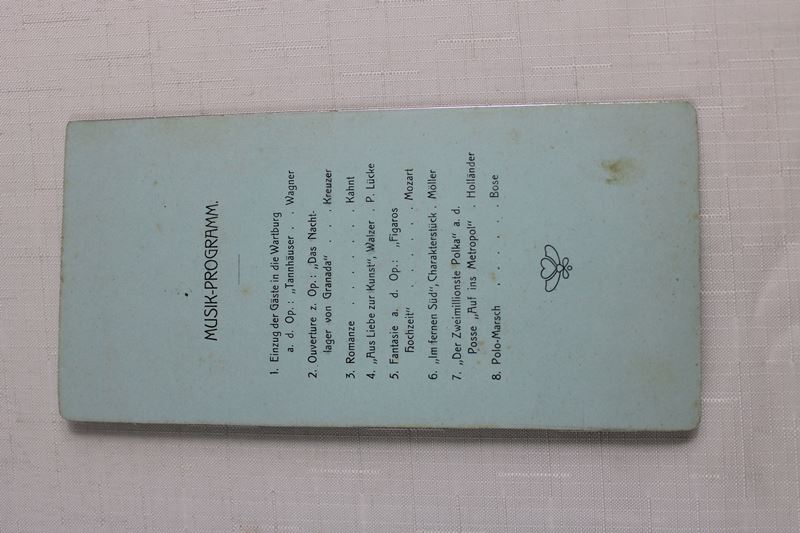 MUSIK-PROGRAMM.
1. Einzug der Gäste in die Wartburg
a. d. Op.: „Tannhäuser . . Wagner
2. Ouverture z. Op.: „Das Nacht-
lager von Granada“ . . . Kreuzer
3. Romanze . . . . . . . Kahnt
4. „Aus Liebe zur Kunst“, Walzer . P. Lücke
5. Fantasie a. d. Op.: „Figaros
Hochzeit“ . . . . . . Mozart
6. „Im fernen Süd“, Charakterstück . Möller
7. „Der Zweimillionste Polka“ a. d.
Posse „Auf ins Metropol“ . Holländer
8. Polo-Marsch . . . . . . Bose